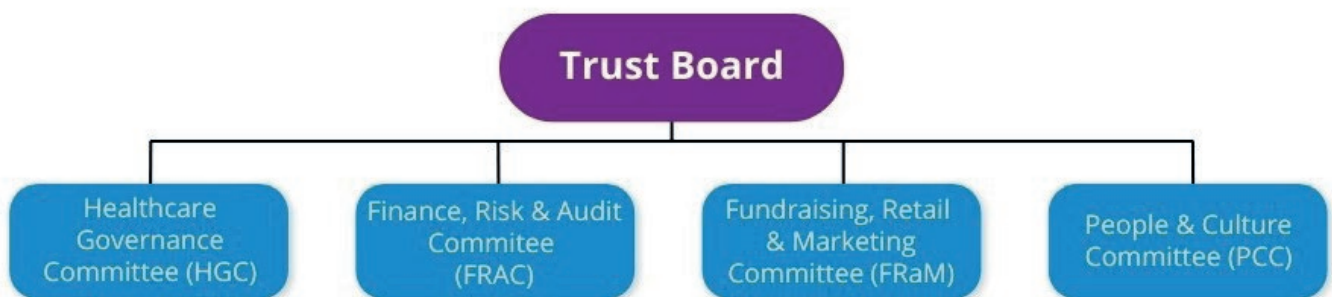 Trust Board
Healthcare
Governance
Committee (HGC)
Finance, Risk & Audit
Commitee
(FRAC)
Fundraising, Retail
& Marketing
Committee (FRaM)
People & Culture
Committee (PCC)